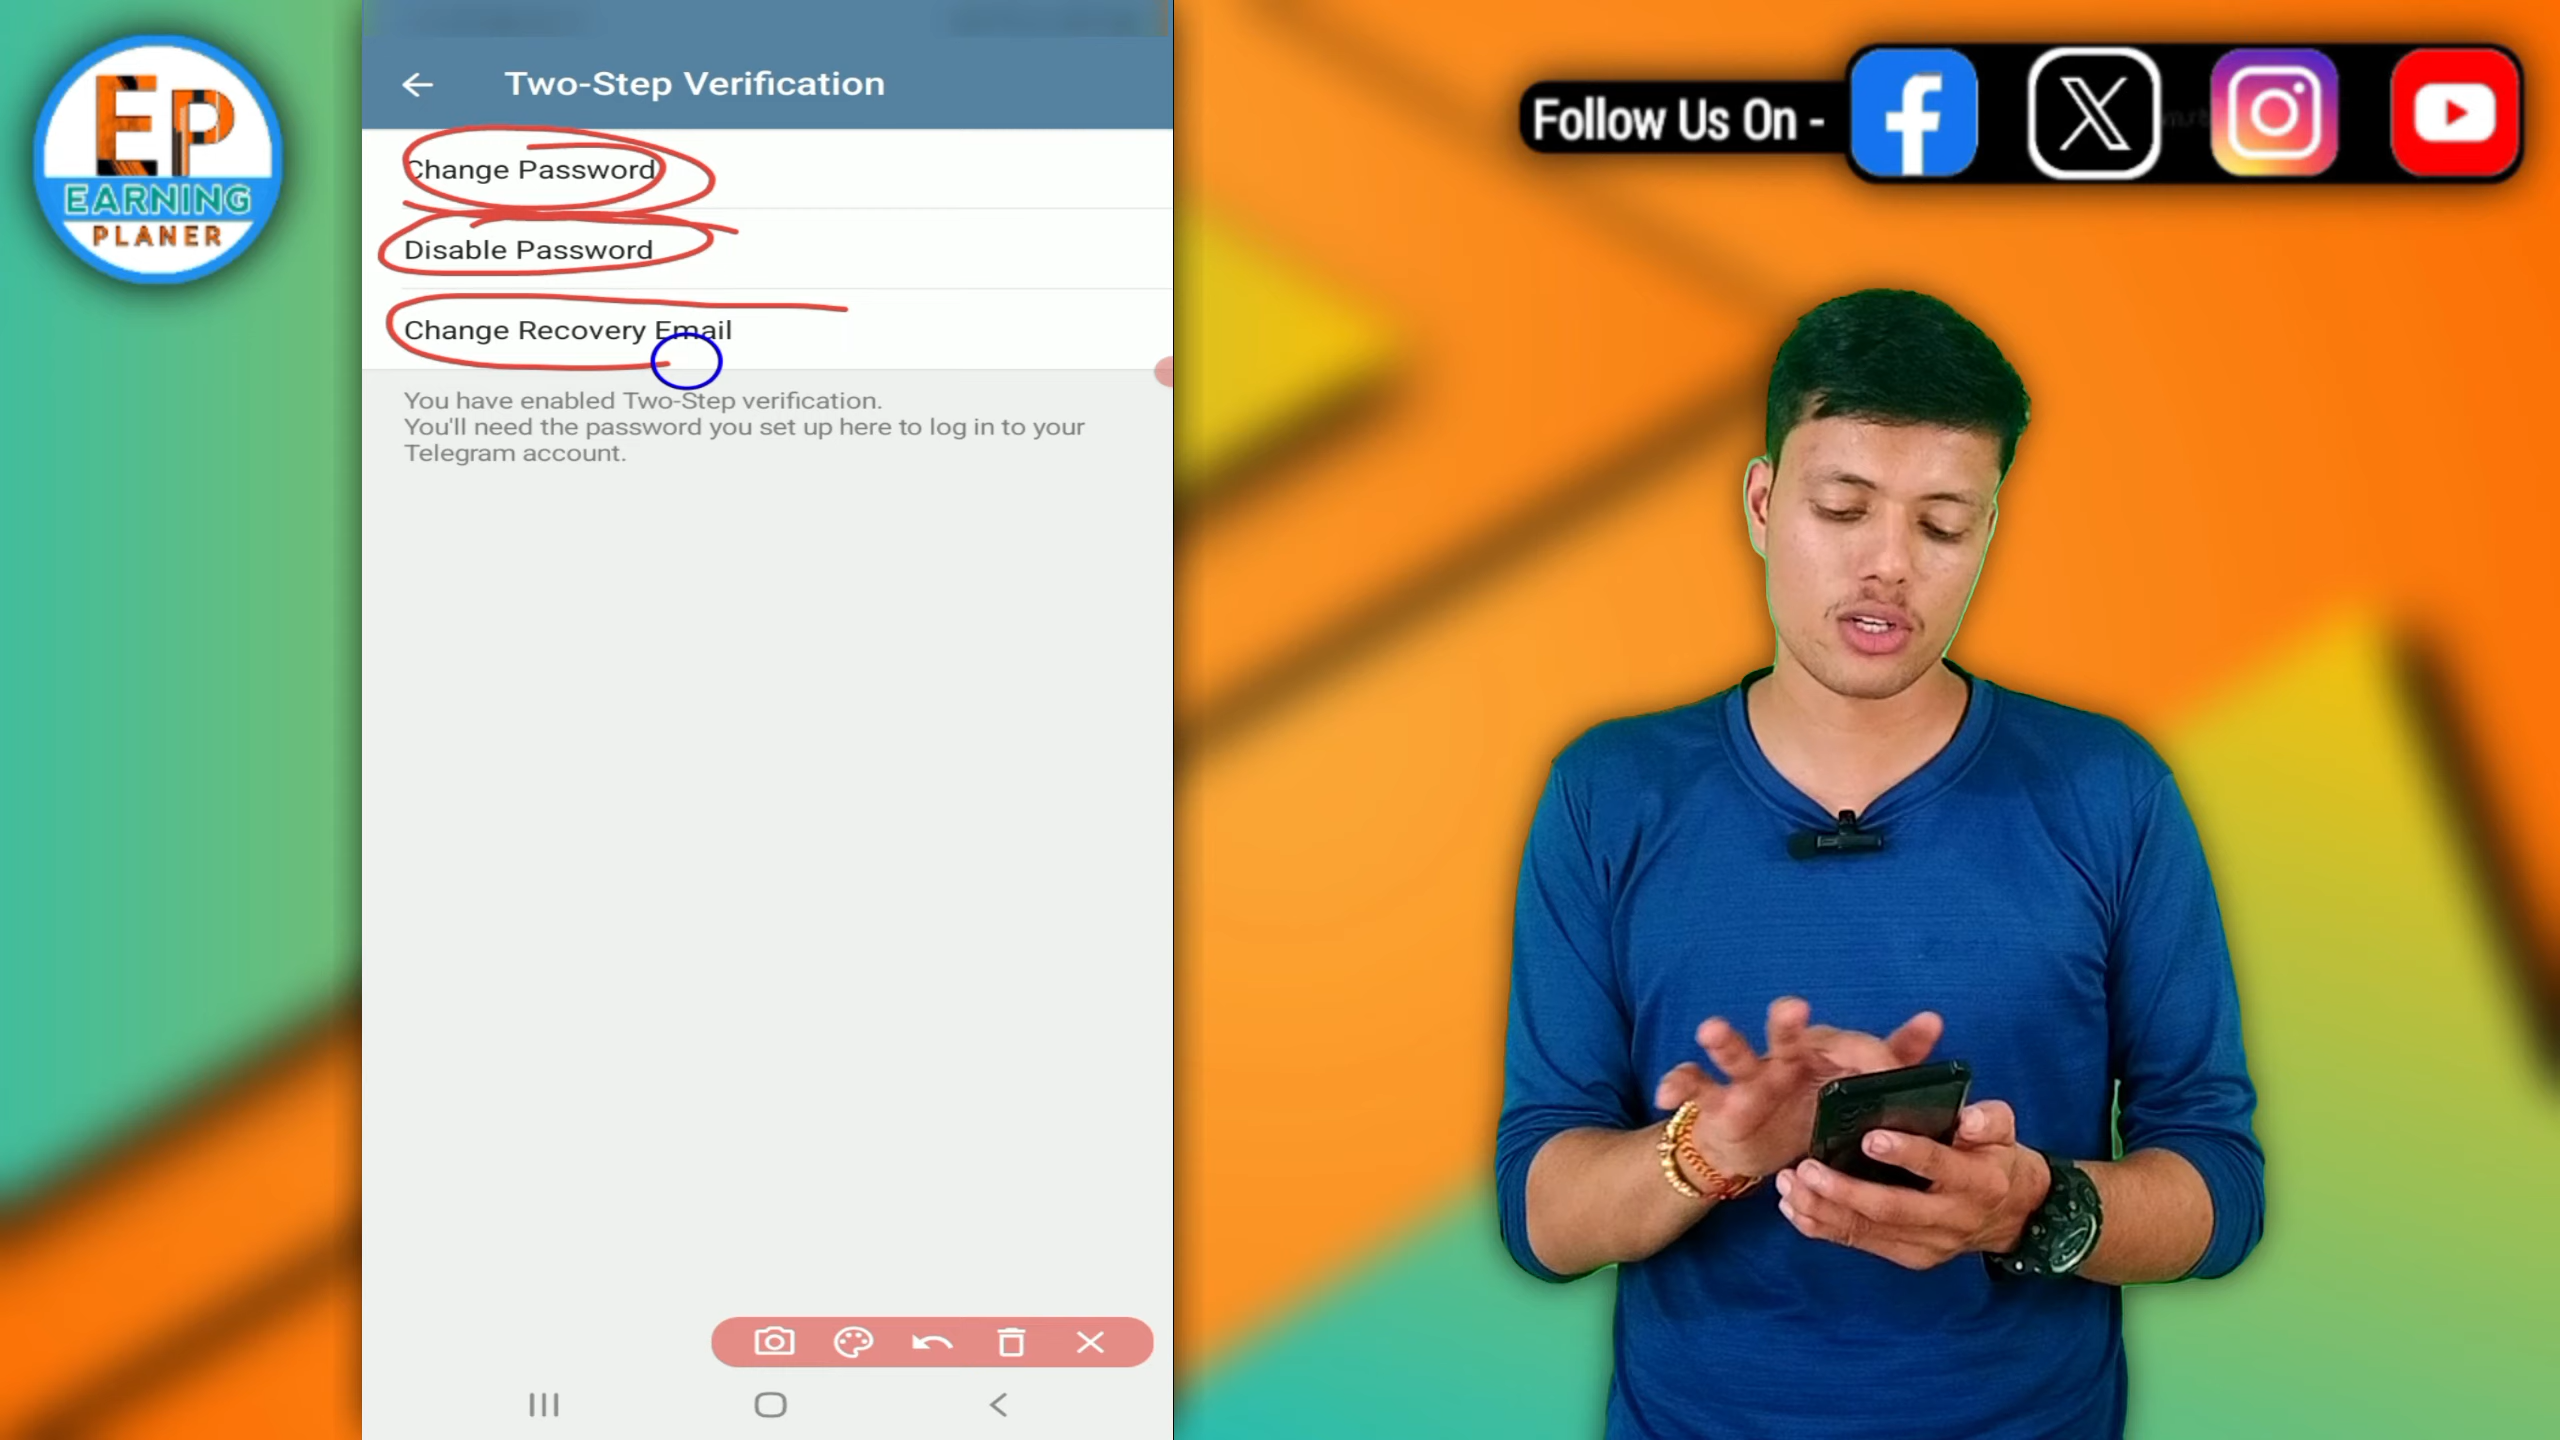 EP
EARNING
PLANER
Two-Step Verification
Change Password
Disable Password
Change Recovery Email
You have enabled Two-Step verification.
You'll need the password you set up here to log in to your
Telegram account.
Follow Us On -